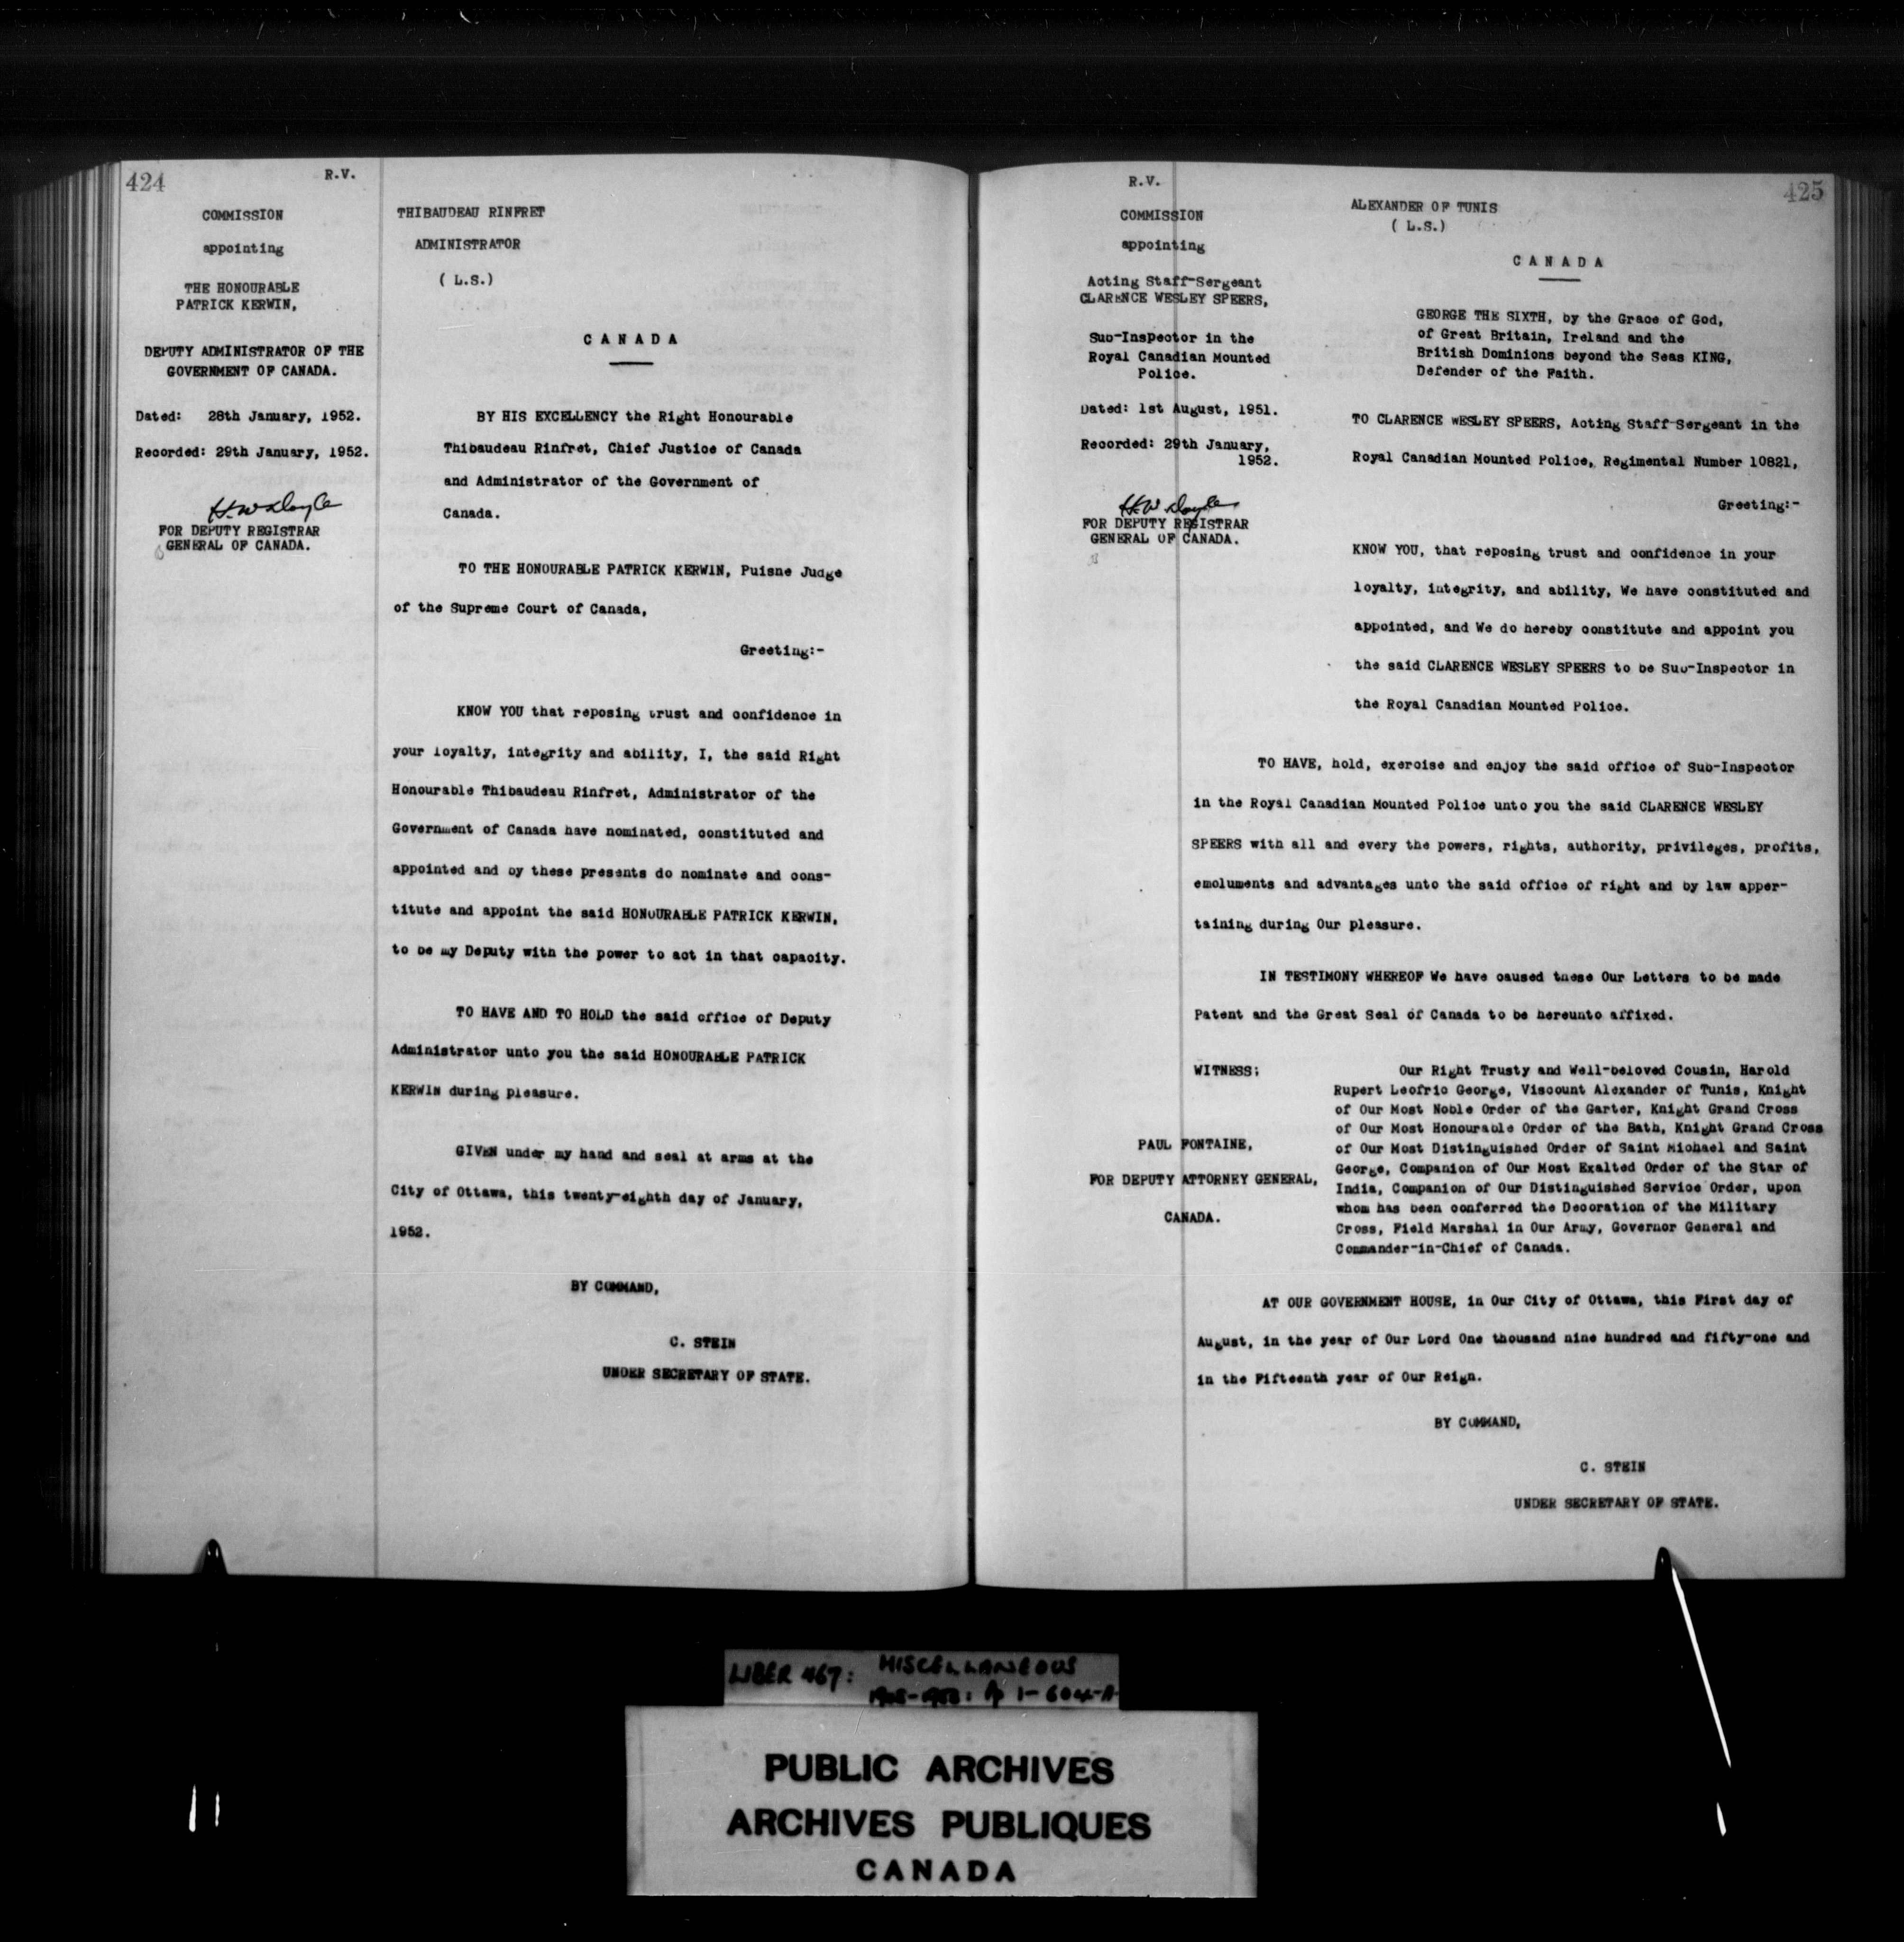 424
R.V.
COMMISSION
appointing
THE HONOURABLE
PATRICK KERWIN,
DEPUTY ADMINISTRATOR OF THE
GOVERNMENT OF CANADA.
Dated: 28th January, 1952.
Recorded: 29th January, 1952.
H.W. Doyle
FOR DEPUTY REGISTRAR
GENERAL OF CANADA.
THIBAUDEAU RINFRET
ADMINISTRATOR
( L.S.)
CANADA
BY HIS EXCELLENCY the Right Honourable
Thibaudeau Rinfret, Chief Justice of Canada
and Administrator of the Government of
Canada.
TO THE HONOURABLE PATRICK KERWIN, Puisne Judge
of the Supreme Court of Canada,
Greeting:-
KNOW YOU that reposing trust and confidence in
your loyalty, integrity and ability, I, the said Right
Honourable Thibaudeau Rinfret, Administrator of the
Government of Canada have nominated, constituted and
appointed and by these presents do nominate and cons-
titute and appoint the said HONOURABLE PATRICK KERWIN,
to be my Deputy with the power to act in that capacity.
TO HAVE AND TO HOLD the said office of Deputy
Administrator unto you the said HONOURABLE PATRICK
KERWIN during pleasure.
GIVEN under my hand and seal at arms at the
City of Ottawa, this twenty-eighth day of January,
1952.
BY COMMAND,
C. STEIN
UNDER SECRETARY OF STATE.
425
R.V.
COMMISSION
appointing
Acting Staff-Sergeant
CLARENCE WESLEY SPEERS,
Sub-Inspector in the
Royal Canadian Mounted
Police.
Dated: 1st August, 1951.
Recorded: 29th January,
1952.
H.W. Doyle
FOR DEPUTY REGISTRAR
GENERAL OF CANADA.
ALEXANDER OF TUNIS
( L.S.)
CANADA
GEORGE THE SIXTH, by the Grace of God,
of Great Britain, Ireland and the
British Dominions beyond the Seas KING,
Defender of the Faith.
TO CLARENCE WESLEY SPEERS, Acting Staff-Sergeant in the
Royal Canadian Mounted Police, Regimental Number 10821,
Greeting:-
KNOW YOU, that reposing trust and confidence in your
loyalty, integrity, and ability, We have constituted and
appointed, and We do hereby constitute and appoint you
the said CLARENCE WESLEY SPEERS to be Sub-Inspector in
the Royal Canadian Mounted Police.
TO HAVE, hold, exercise and enjoy the said office of Sub-Inspector
in the Royal Canadian Mounted Police unto you the said CLARENCE WESLEY
SPEERS with all and every the powers, rights, authority, privileges, profits,
emoluments and advantages unto the said office of right and by law apper-
taining during Our pleasure.
IN TESTIMONY WHEREOF We have caused these Our Letters to be made
Patent and the Great Seal of Canada to be hereunto affixed.
WITNESS: Our Right Trusty and Well-beloved Cousin, Harold
Rupert Leofric George, Viscount Alexander of Tunis, Knight
of Our Most Noble Order of the Garter, Knight Grand Cross
of Our Most Honourable Order of the Bath, Knight Grand Cross
of Our Most Distinguished Order of Saint Michael and Saint
George, Companion of Our Most Exalted Order of the Star of
India, Companion of Our Distinguished Service Order, upon
whom has been conferred the Decoration of the Military
Cross, Field Marshal in Our Army, Governor General and
Commander-in-Chief of Canada.
PAUL FONTAINE,
FOR DEPUTY ATTORNEY GENERAL,
CANADA.
AT OUR GOVERNMENT HOUSE, in Our City of Ottawa, this First day of
August, in the year of Our Lord One thousand nine hundred and fifty-one and
in the Fifteenth year of Our Reign.
BY COMMAND,
C. STEIN
UNDER SECRETARY OF STATE.
LIBER 467: MISCELLANEOUS
1-604-A
PUBLIC ARCHIVES
ARCHIVES PUBLIQUES
CANADA